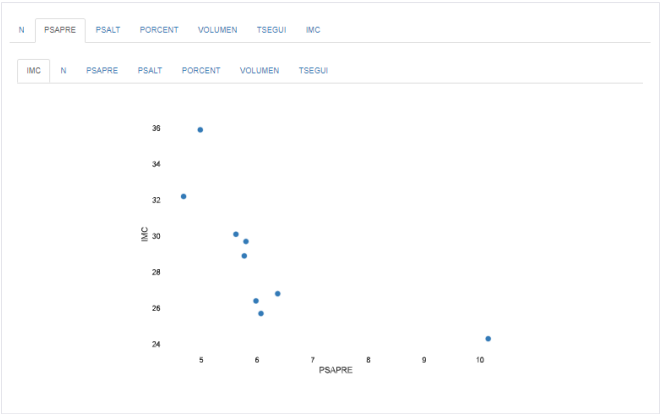 N PSAPRE PSALT PORCENT VOLUMEN TSEGUI IMC
IMC N PSAPRE PSALT PORCENT VOLUMEN TSEGUI
36
34
32
30
28
26
24
IMC
5 6 7 8 9 10
PSAPRE